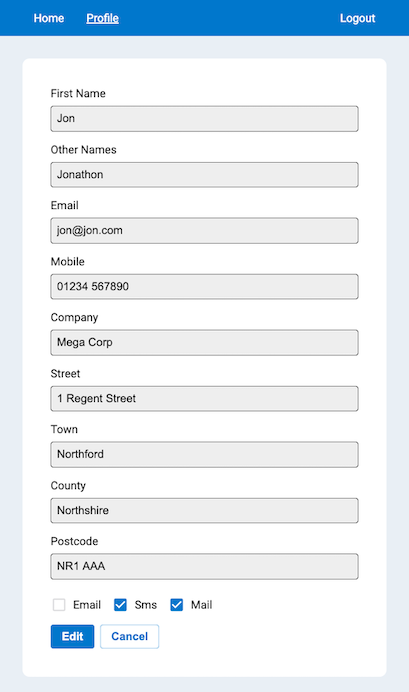 Home Profile Logout
First Name
Jon
Other Names
Jonathon
Email
jon@jon.com
Mobile
01234 567890
Company
Mega Corp
Street
1 Regent Street
Town
Northford
County
Northshire
Postcode
NR1 AAA
Email Sms Mail
Edit Cancel